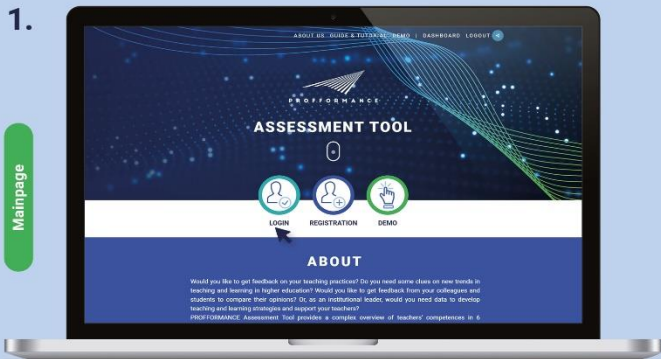 1.
Mainpage
ABOUT US GUIDE & TUTORIAL DEMO | DASHBOARD LOGOUT
PROFFORMANCE
ASSESSMENT TOOL
LOGIN REGISTRATION DEMO
ABOUT
Would you like to get feedback on your teaching practices? Do you need some clues on new trends in
teaching and learning in higher education? Would you like to get feedback from your colleagues and
students to compare their opinions? Or, as an institutional leader, would you need data to develop
teaching and learning strategies and support your teachers?
PROFFORMANCE Assessment Tool provides a complex overview of teachers' competences in 6